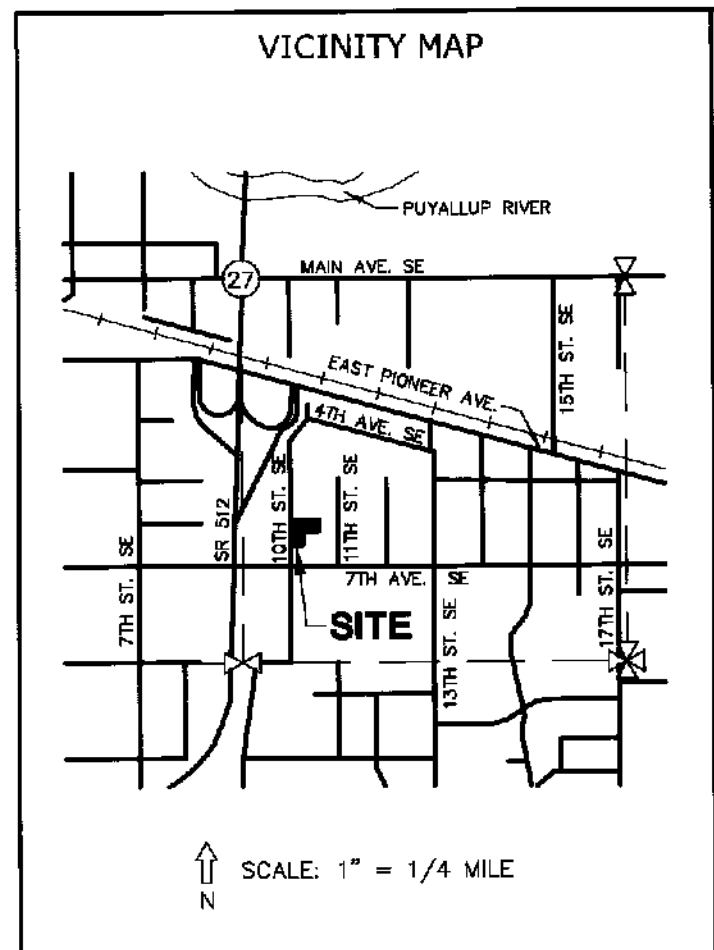 VICINITY MAP
PUYALLUP RIVER
MAIN AVE. SE
27
15TH ST. SE
EAST PIONEER AVE.
4TH AVE. SE
SR 512
10TH ST. SE
11TH ST. SE
7TH AVE. SE
7TH ST. SE
SITE
13TH ST. SE
17TH ST. SE
SCALE: 1" = 1/4 MILE
N